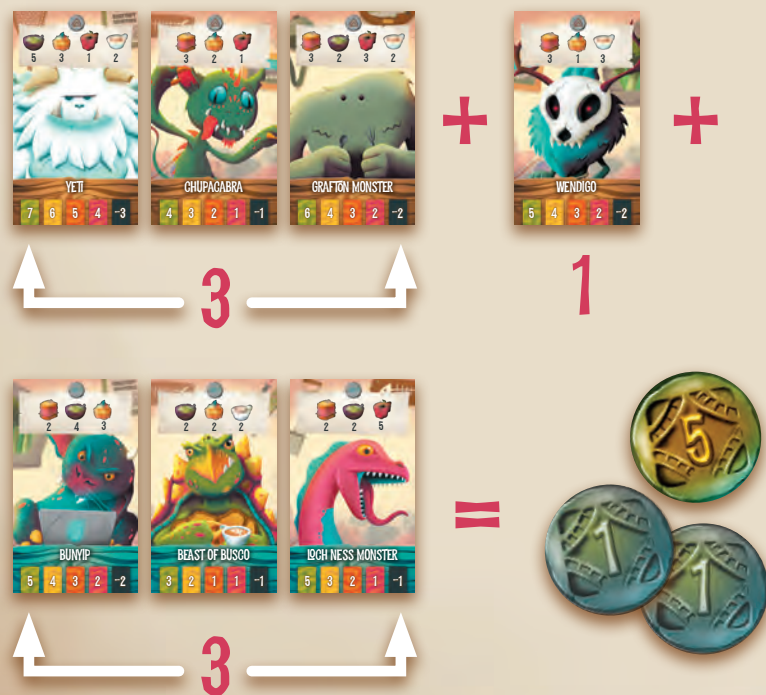 5 3 1 2
3 2 1
3 2 3 2
+
3 1 3
+
YETI
CHUPACABRA
GRAFTON MONSTER
WENDIGO
7 6 5 4 -3
4 3 2 1 -1
6 4 3 2 -2
5 4 3 2 -2
3
1
2 4 3
2 2 2
2 2 5
5
=
1
1
BUNYIP
BEAST OF BUSCO
LOCH NESS MONSTER
5 4 3 2 -2
3 2 1 1 -1
5 3 2 1 -1
3